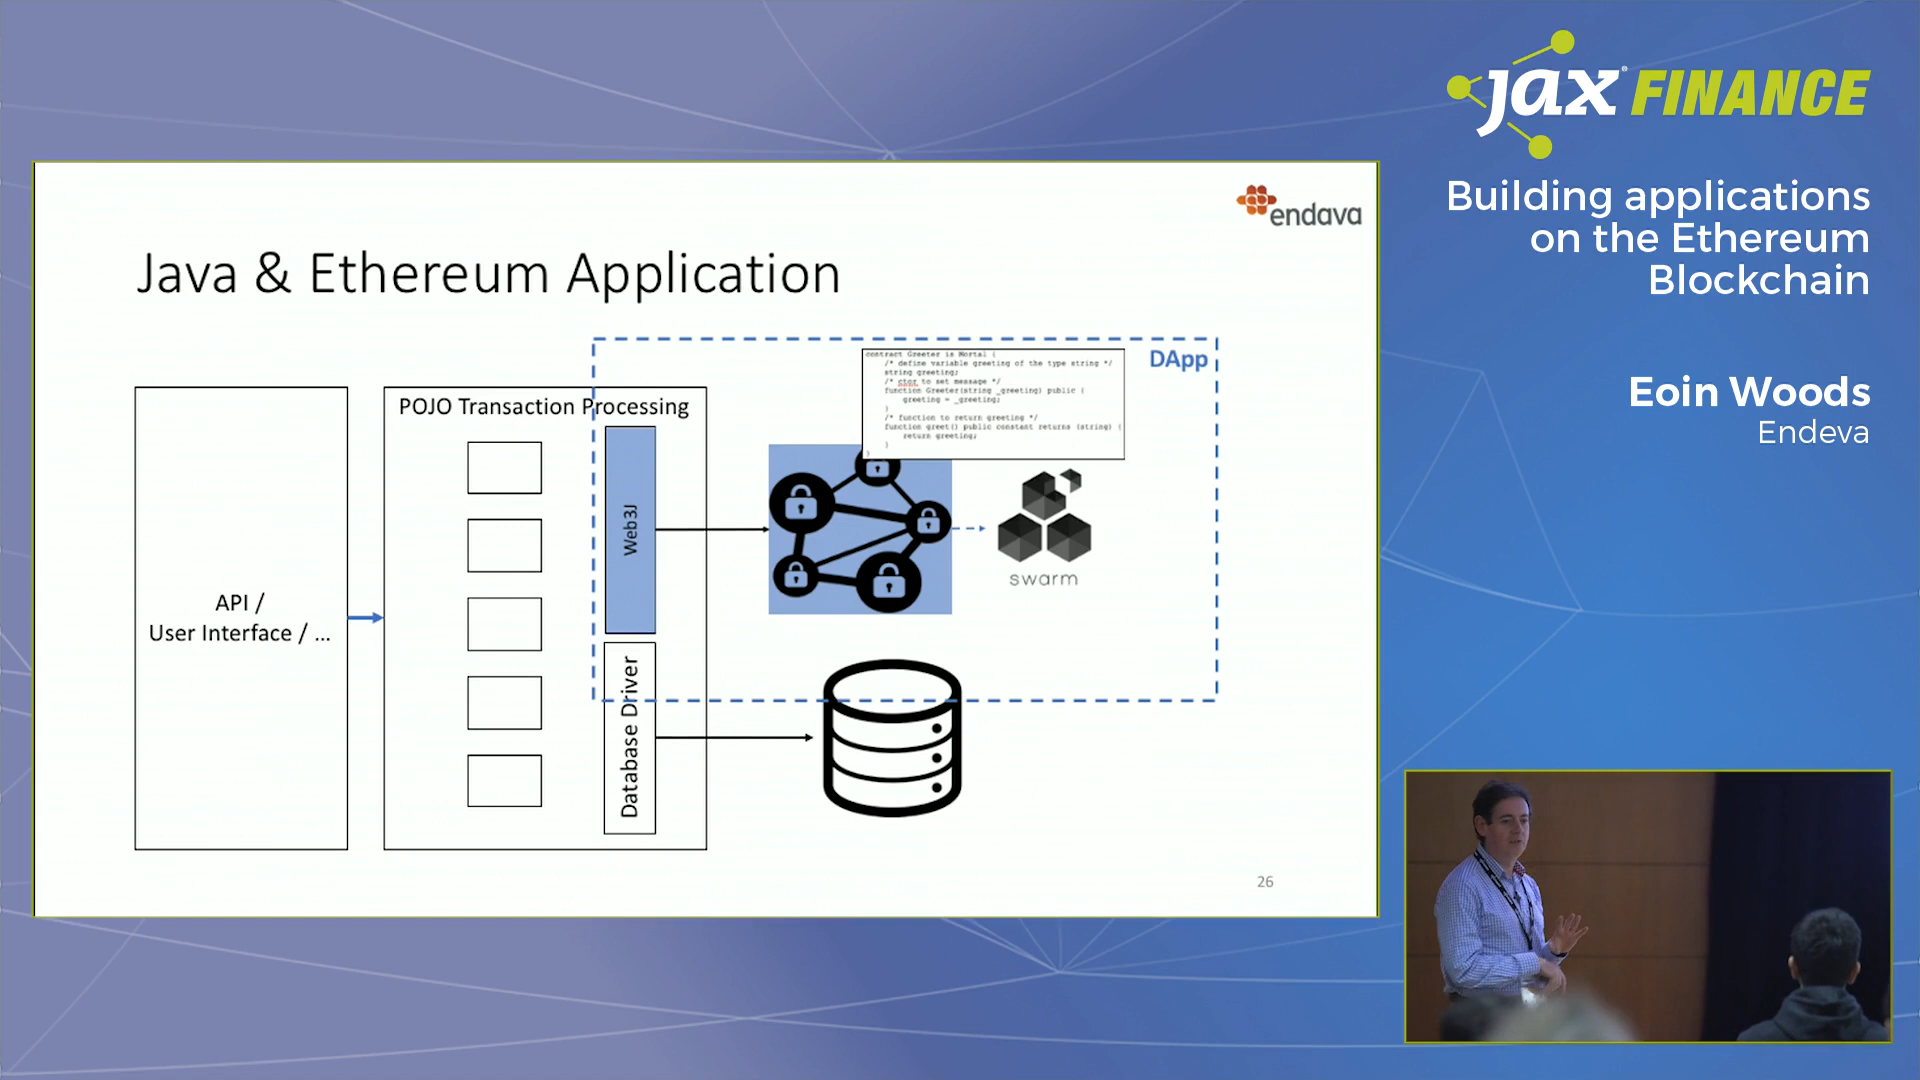 jax® FINANCE
Building applications
on the Ethereum
Blockchain
Eoin Woods
Endeva
endava
Java & Ethereum Application
DApp
contract Greeter is Mortal {
/* define variable greeting of the type string */
string greeting;
/* ctor to set message */
function Greeter(string _greeting) public {
greeting = _greeting;
}
/* function to return greeting */
function greet() public constant returns (string) {
return greeting;
}
}
POJO Transaction Processing
Web3J
API /
User Interface / ...
swarm
Database Driver
26